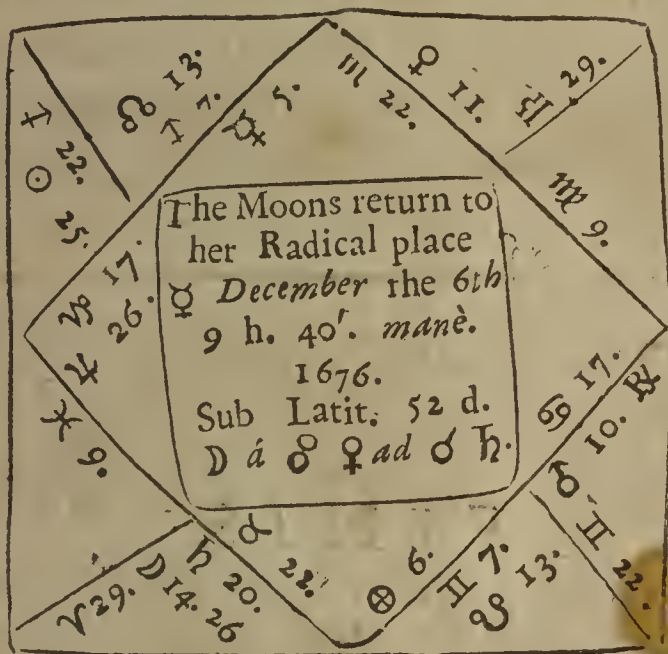 ☊ 13.
♐ 7.
☿ 5.
♏ 22.
♀ 11.
♎ 29.
♍ 9.
♐ 22.
☉ 25.
♑ 17.
♃ 26.
The Moons return to
her Radical place
☿ December rhe 6th
9 h. 40′. manè.
1676.
Sub Latit. 52 d.
☽ á ☍ ♀ ad ☌ ♄.
♋ 17.
♂ 10. ℞
♊ 22.
♓ 9.
♈ 29.
☽ 14. 26
♄ 20.
♉ 22.
⊗ 6.
♊ 7.
☋ 13.